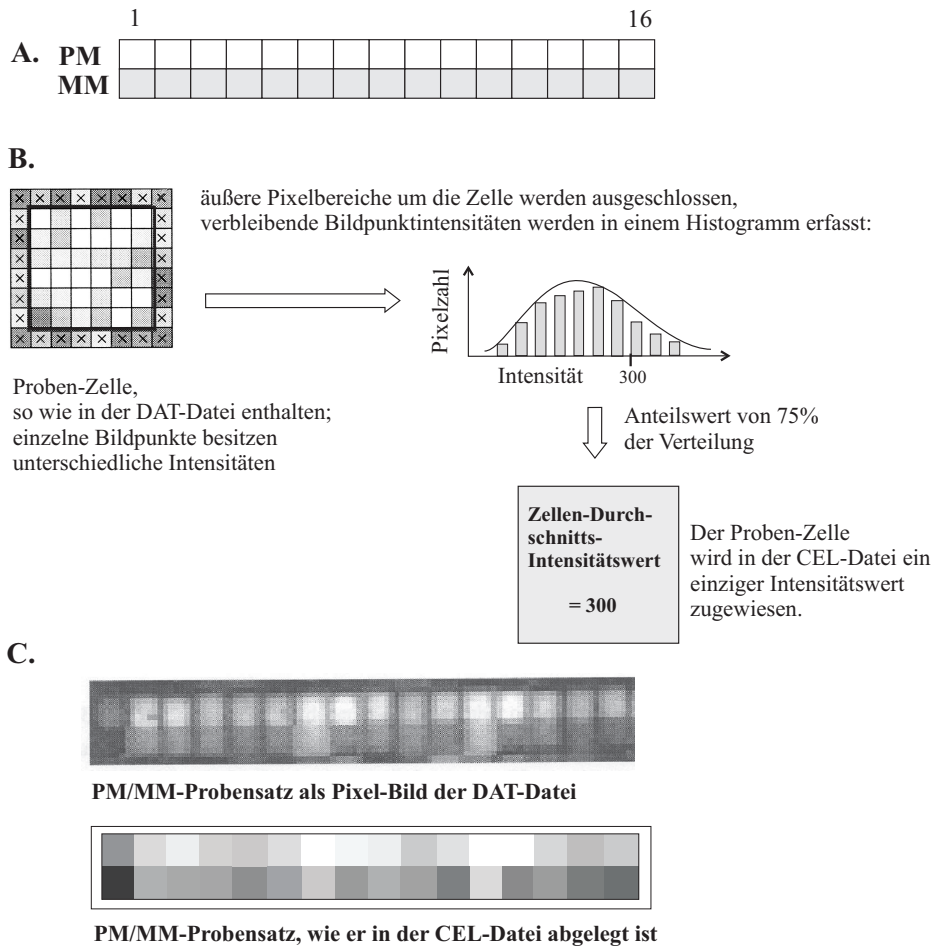 1 16
A. PM
MM
B.
äußere Pixelbereiche um die Zelle werden ausgeschlossen,
verbleibende Bildpunktintensitäten werden in einem Histogramm erfasst:
Pixelzahl
Intensität 300
Proben-Zelle,
so wie in der DAT-Datei enthalten;
einzelne Bildpunkte besitzen
unterschiedliche Intensitäten
Anteilswert von 75%
der Verteilung
Zellen-Durch-
schnitts-
Intensitätswert
= 300
Der Proben-Zelle
wird in der CEL-Datei ein
einziger Intensitätswert
zugewiesen.
C.
PM/MM-Probensatz als Pixel-Bild der DAT-Datei
PM/MM-Probensatz, wie er in der CEL-Datei abgelegt ist